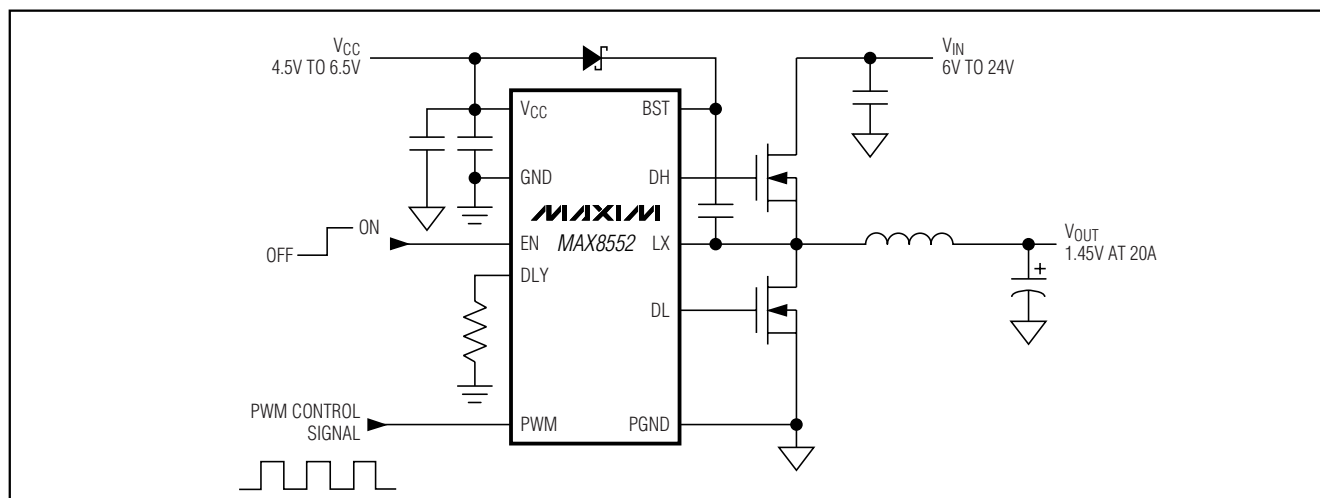 VCC
4.5V TO 6.5V
VIN
6V TO 24V
VCC
BST
GND
DH
MAXIM
MAX8552
OFF
ON
EN
LX
VOUT
1.45V AT 20A
+
DLY
DL
PWM CONTROL
SIGNAL
PWM
PGND